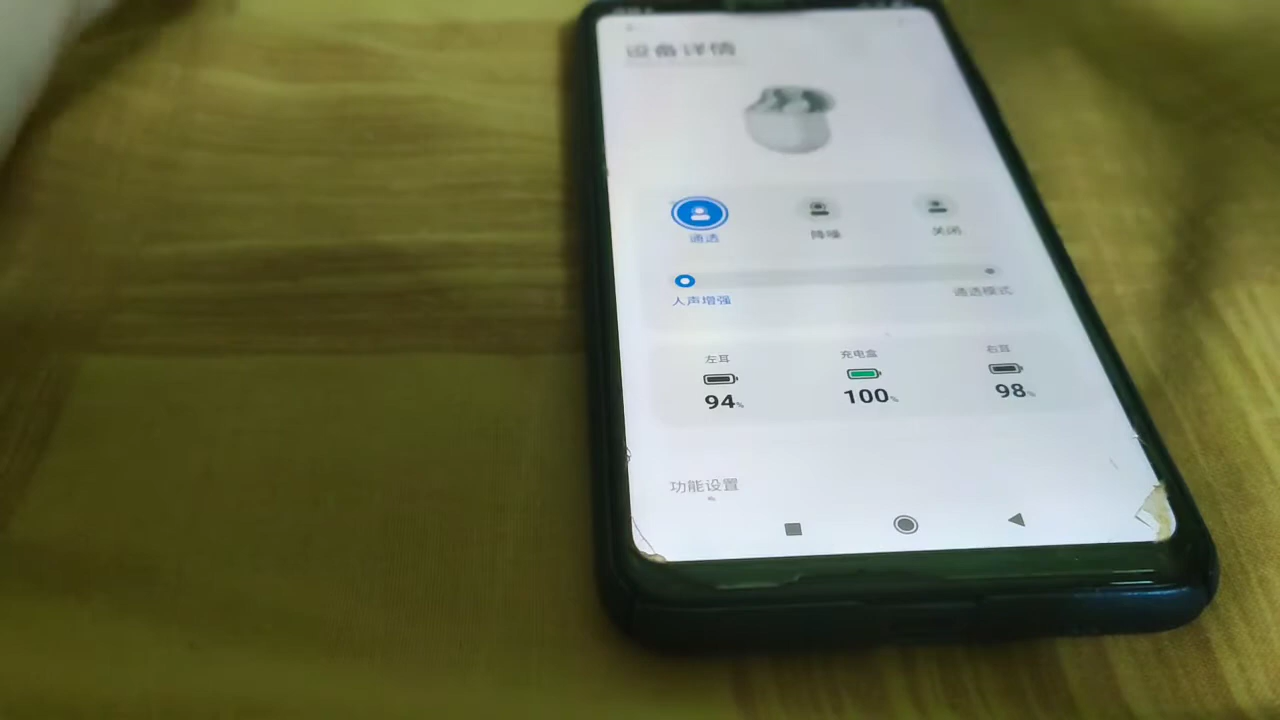 设备详情
通透 降噪 关闭
人声增强 通透模式
左耳 充电盒 右耳
94% 100% 98%
功能设置